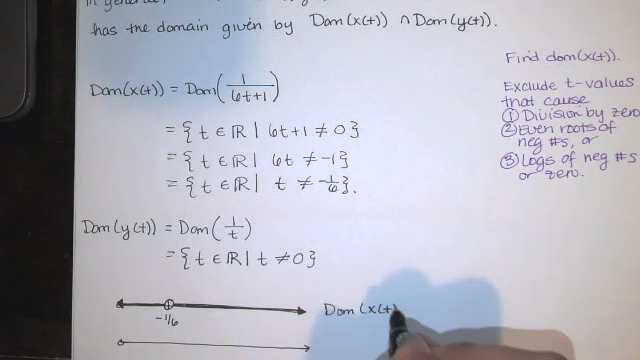 In general,
has the domain given by Dom(x(t)) ∩ Dom(y(t)).
Dom(x(t)) = Dom(1/(6t+1))
= {t ∈ ℝ | 6t+1 ≠ 0}
= {t ∈ ℝ | 6t ≠ -1}
= {t ∈ ℝ | t ≠ -1/6}.
Dom(y(t)) = Dom(1/t)
= {t ∈ ℝ | t ≠ 0}
-1/6
Dom(x(t)
Find dom(x(t)).
Exclude t-values
that cause
① Division by zero
② Even roots of
neg #s, or
③ Logs of neg #s
or zero.